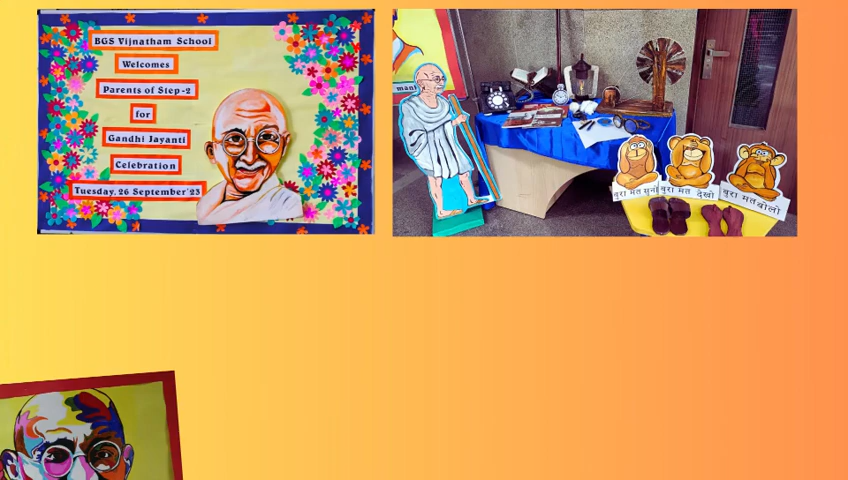 BGS Vijnatham School
Welcomes
Parents of Step-2
for
Gandhi Jayanti
Celebration
Tuesday, 26 September'23
बुरा मत सुनो
बुरा मत देखो
बुरा मत बोलो